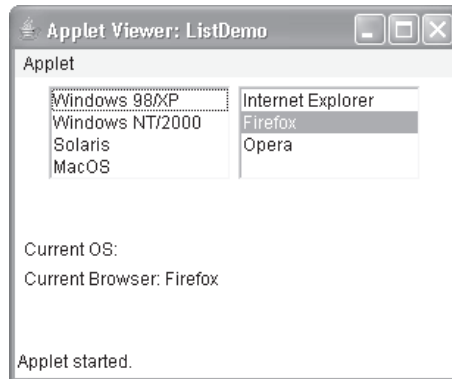 Applet Viewer: ListDemo
Applet
Windows 98/XP
Windows NT/2000
Solaris
MacOS
Internet Explorer
Firefox
Opera
Current OS:
Current Browser: Firefox
Applet started.